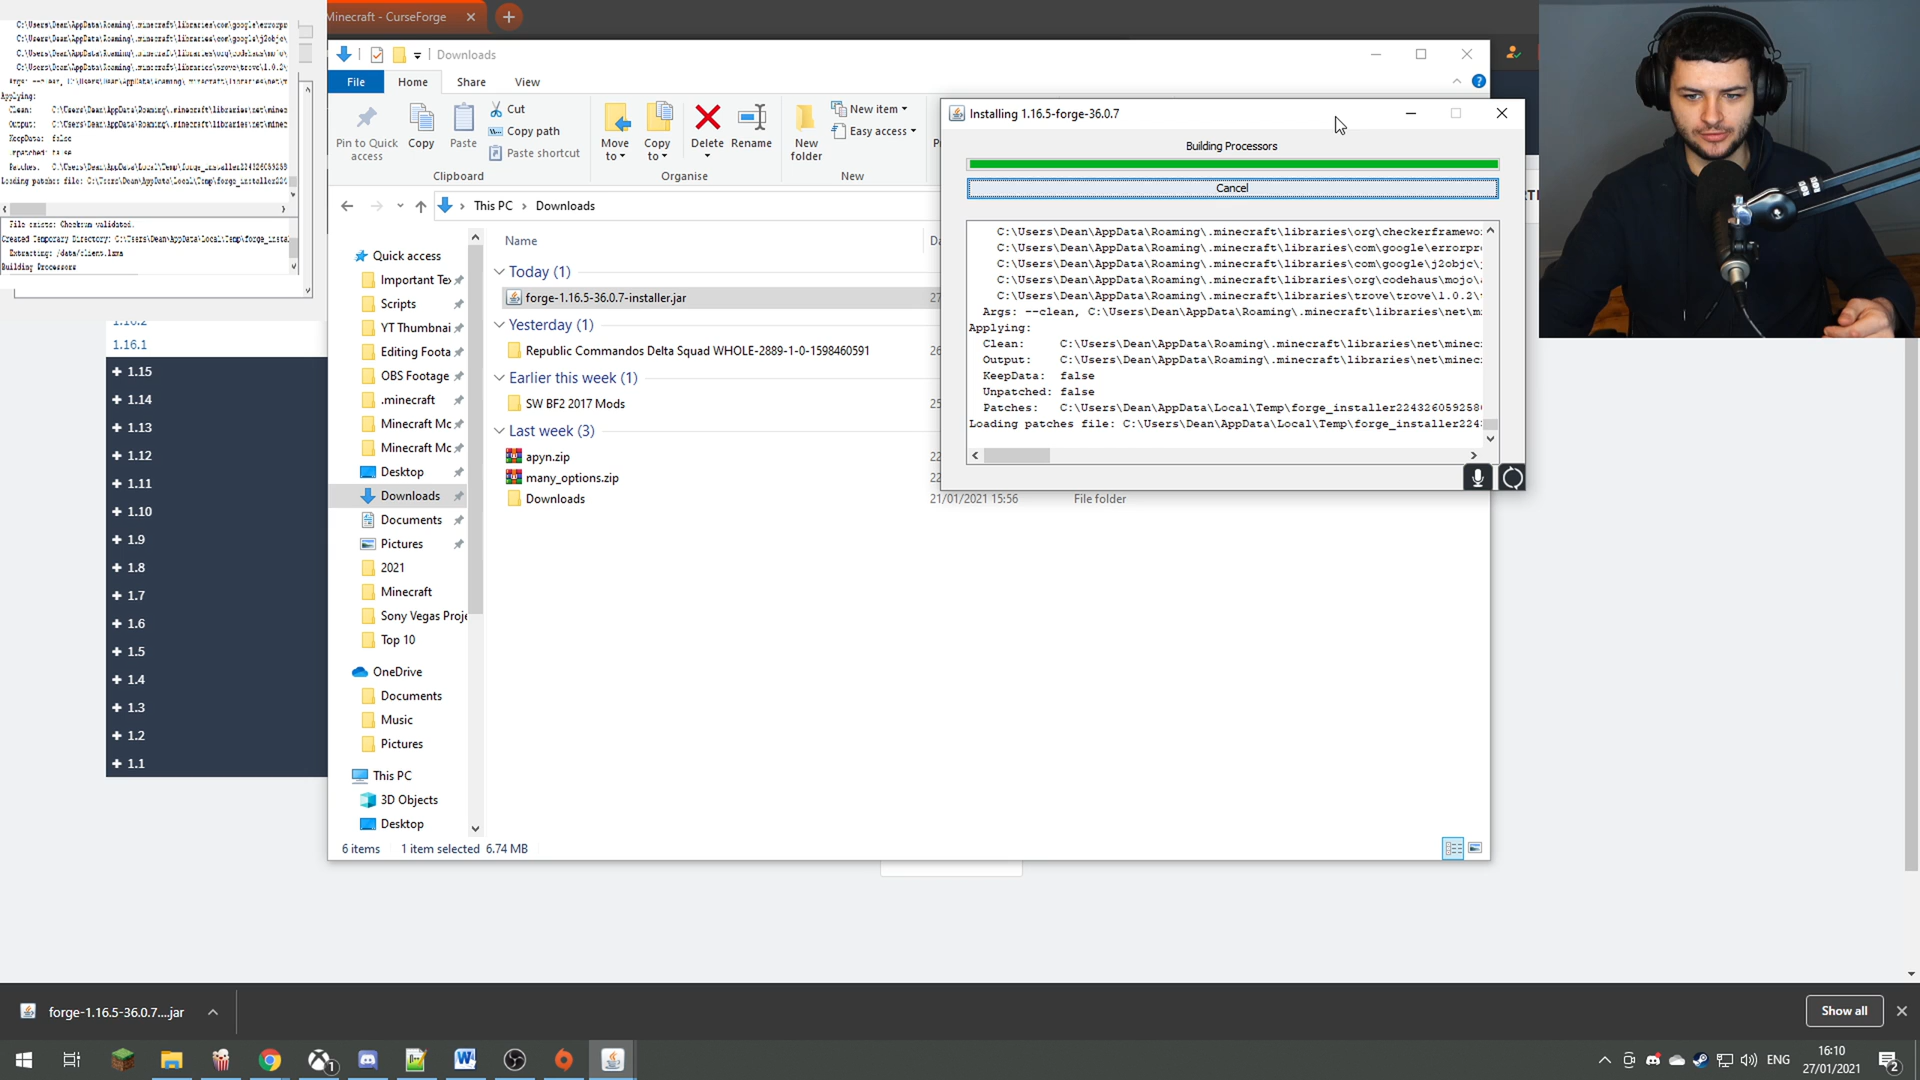 Minecraft - CurseForge
Downloads
File Home Share View
Pin to Quick access
Copy
Paste
Cut
Copy path
Paste shortcut
Clipboard
Move to
Copy to
Delete
Rename
Organise
New folder
New item
Easy access
New
This PC > Downloads
Name
Quick access
Important Te
Scripts
YT Thumbnai
Editing Foota
OBS Footage
.minecraft
Minecraft Mc
Minecraft Mc
Desktop
Downloads
Documents
Pictures
2021
Minecraft
Sony Vegas Proje
Top 10
OneDrive
Documents
Music
Pictures
This PC
3D Objects
Desktop
Today (1)
forge-1.16.5-36.0.7-installer.jar
Yesterday (1)
Republic Commandos Delta Squad WHOLE-2889-1-0-1598460591
Earlier this week (1)
SW BF2 2017 Mods
Last week (3)
apyn.zip
many_options.zip
Downloads
21/01/2021 15:56 File folder
6 items 1 item selected 6.74 MB
Installing 1.16.5-forge-36.0.7
Building Processors
Cancel
C:\Users\Dean\AppData\Roaming\.minecraft\libraries\org\checkerframewo
C:\Users\Dean\AppData\Roaming\.minecraft\libraries\com\google\errorpr
C:\Users\Dean\AppData\Roaming\.minecraft\libraries\com\google\j2objc\
C:\Users\Dean\AppData\Roaming\.minecraft\libraries\org\codehaus\mojo\
C:\Users\Dean\AppData\Roaming\.minecraft\libraries\trove\trove\1.0.2\
Args: --clean, C:\Users\Dean\AppData\Roaming\.minecraft\libraries\net\m
Applying:
Clean: C:\Users\Dean\AppData\Roaming\.minecraft\libraries\net\minec
Output: C:\Users\Dean\AppData\Roaming\.minecraft\libraries\net\minec
KeepData: false
Unpatched: false
Patches: C:\Users\Dean\AppData\Local\Temp\forge_installer224326059258
Loading patches file: C:\Users\Dean\AppData\Local\Temp\forge_installer224
File exists: Checksum validated.
Extracting: /data/client.lzma
Building Processors
1.16.2
1.16.1
1.15
1.14
1.13
1.12
1.11
1.10
1.9
1.8
1.7
1.6
1.5
1.4
1.3
1.2
1.1
forge-1.16.5-36.0.7....jar
Show all
ENG
16:10
27/01/2021
2